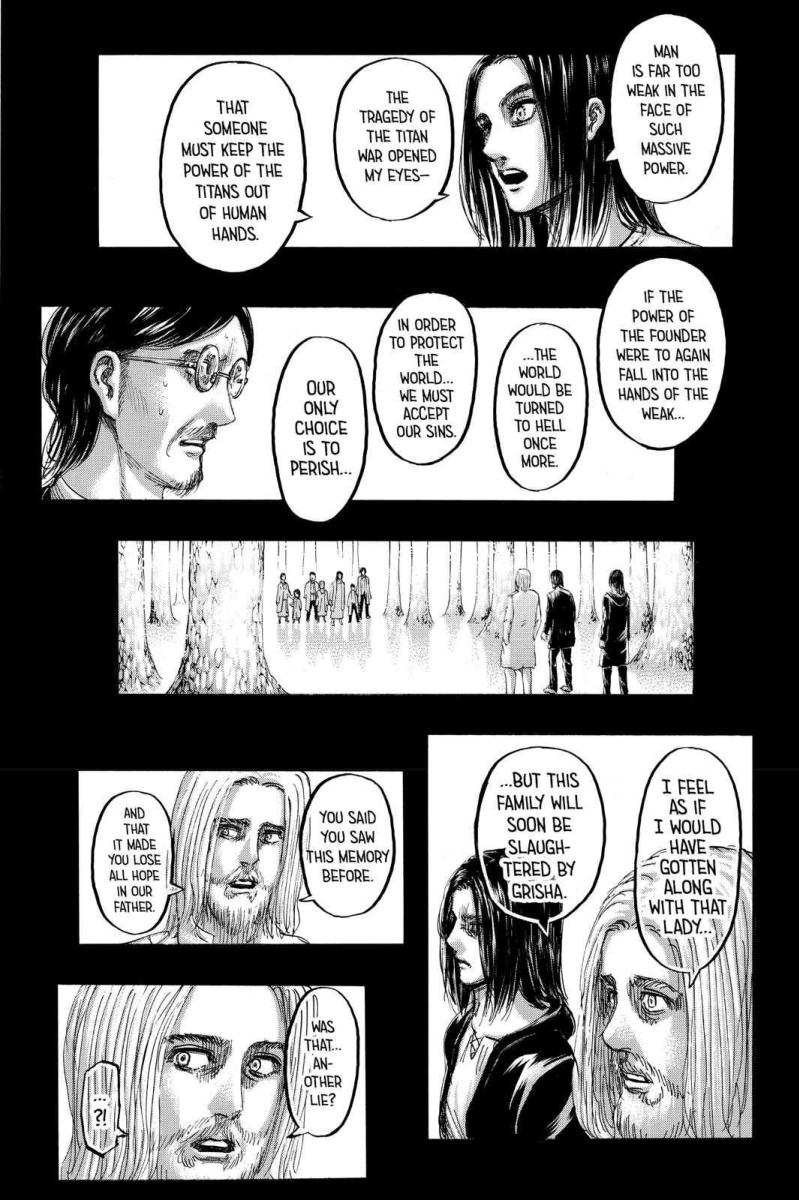 MAN
IS FAR TOO
WEAK IN THE
FACE OF
SUCH
MASSIVE
POWER.
THE
TRAGEDY OF
THE TITAN
WAR OPENED
MY EYES—
THAT
SOMEONE
MUST KEEP THE
POWER OF THE
TITANS OUT
OF HUMAN
HANDS.
IF THE
POWER OF
THE FOUNDER
WERE TO AGAIN
FALL INTO THE
HANDS OF THE
WEAK...
...THE
WORLD
WOULD BE
TURNED
TO HELL
ONCE
MORE.
IN ORDER
TO PROTECT
THE
WORLD...
WE MUST
ACCEPT
OUR SINS.
OUR
ONLY
CHOICE
IS TO
PERISH...
I FEEL
AS IF
I WOULD
HAVE
GOTTEN
ALONG
WITH THAT
LADY...
...BUT THIS
FAMILY WILL
SOON BE
SLAUGH-
TERED BY
GRISHA.
YOU SAID
YOU SAW
THIS MEMORY
BEFORE.
AND
THAT
IT MADE
YOU LOSE
ALL HOPE
IN OUR
FATHER.
WAS
THAT...
AN-
OTHER
LIE?
...
?!